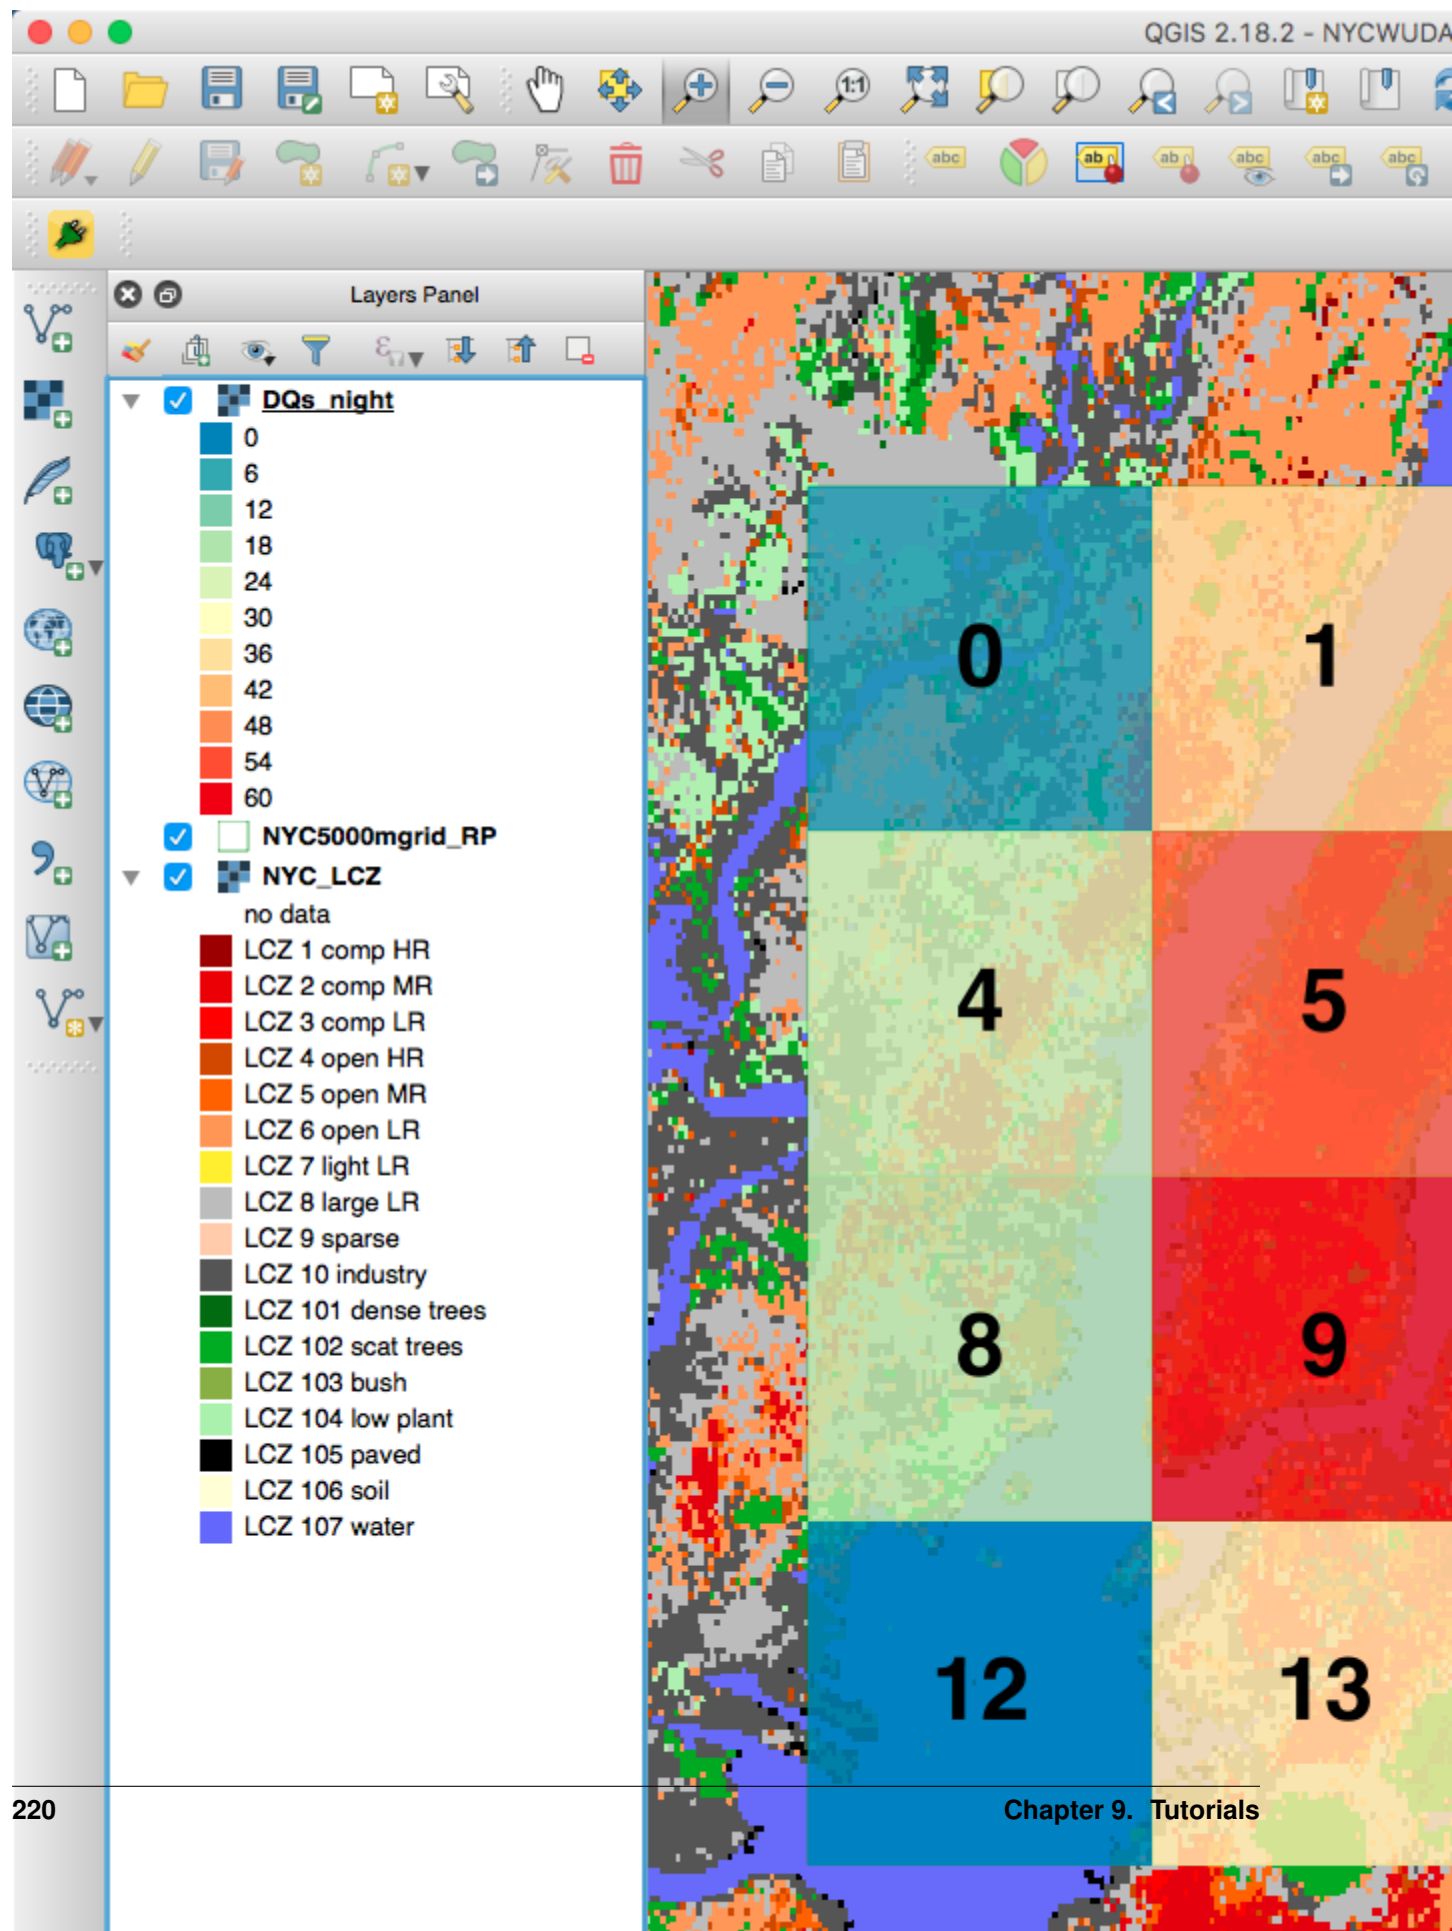 QGIS 2.18.2 - NYCWUDA
1:1
abc
ab
ab
abc
abc
abc
Layers Panel
DQs_night
0
6
12
18
24
30
36
42
48
54
60
NYC5000mgrid_RP
NYC_LCZ
no data
LCZ 1 comp HR
LCZ 2 comp MR
LCZ 3 comp LR
LCZ 4 open HR
LCZ 5 open MR
LCZ 6 open LR
LCZ 7 light LR
LCZ 8 large LR
LCZ 9 sparse
LCZ 10 industry
LCZ 101 dense trees
LCZ 102 scat trees
LCZ 103 bush
LCZ 104 low plant
LCZ 105 paved
LCZ 106 soil
LCZ 107 water
0 1
4 5
8 9
12 13
220 Chapter 9. Tutorials